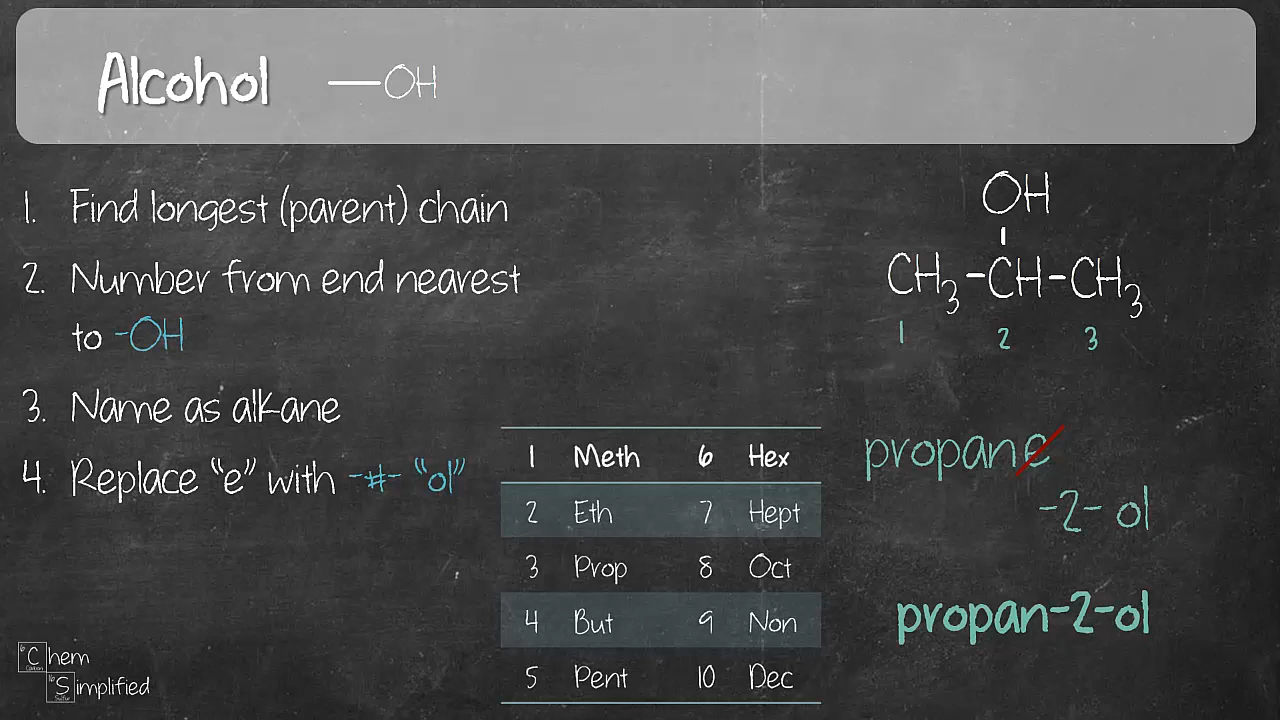 Alcohol —OH
1. Find longest (parent) chain
2. Number from end nearest
to -OH
3. Name as alkane
4. Replace “e” with -#- “ol”
1 Meth 6 Hex
2 Eth 7 Hept
3 Prop 8 Oct
4 But 9 Non
5 Pent 10 Dec
OH
CH3-CH-CH3
1 2 3
propane
-2- ol
propan-2-ol
Chem
Simplified